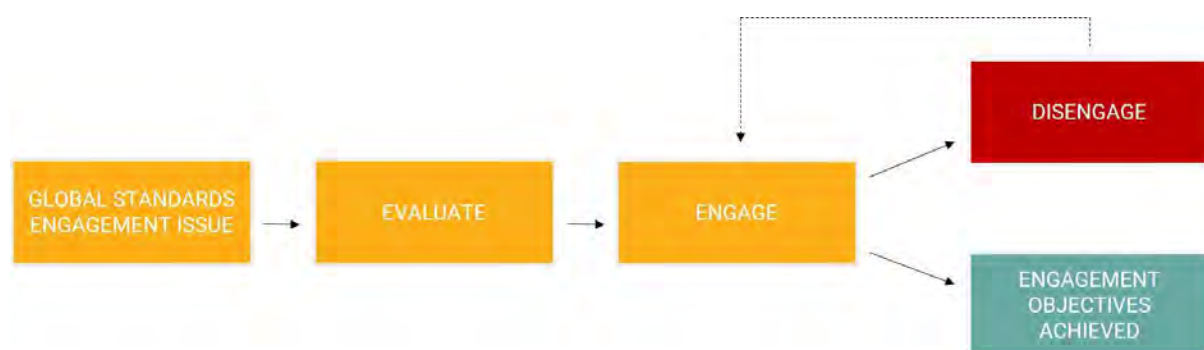 GLOBAL STANDARDS
ENGAGEMENT ISSUE
EVALUATE
ENGAGE
DISENGAGE
ENGAGEMENT
OBJECTIVES
ACHIEVED